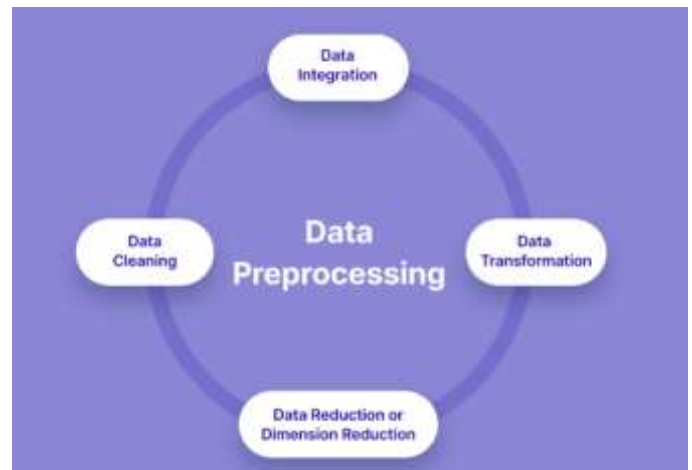 Data
Integration
Data
Cleaning
Data
Preprocessing
Data
Transformation
Data Reduction or
Dimension Reduction